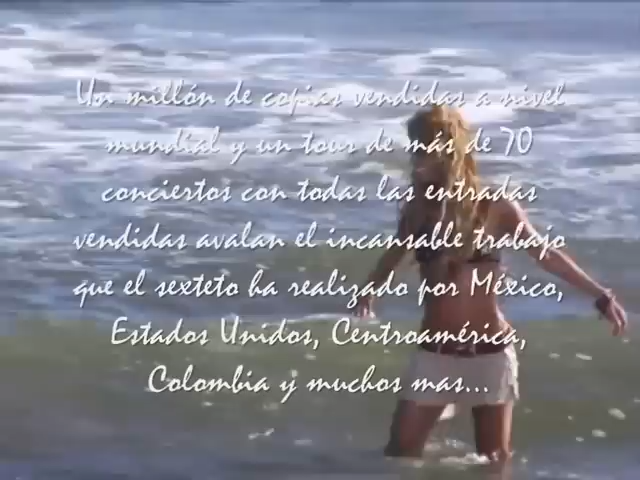 Un millón de copias vendidas a nivel
mundial y un tour de más de 70
conciertos con todas las entradas
vendidas avalan el incansable trabajo
que el sexteto ha realizado por México,
Estados Unidos, Centroamérica,
Colombia y muchos mas...